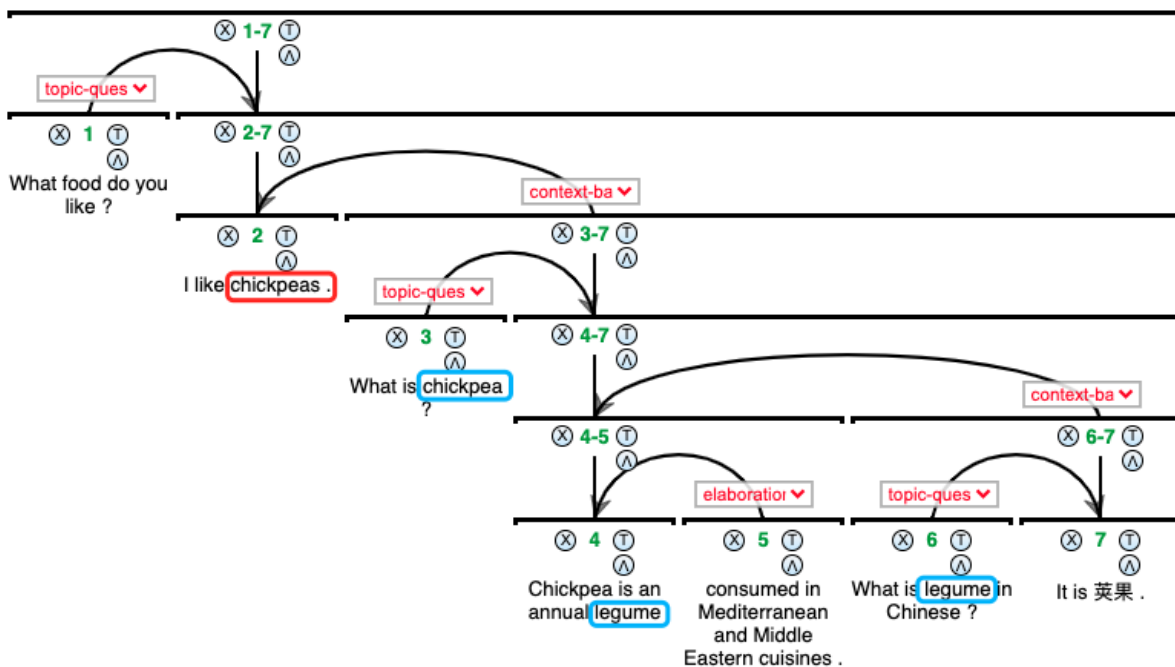 X 1-7 T
Λ
topic-ques
X 1 T
Λ
What food do you
like ?
X 2-7 T
Λ
context-ba
X 2 T
Λ
I like chickpeas .
X 3-7 T
Λ
topic-ques
X 3 T
Λ
What is chickpea
?
X 4-7 T
Λ
context-ba
X 4-5 T
Λ
X 6-7 T
Λ
elaboration
topic-ques
X 4 T
Λ
Chickpea is an
annual legume
X 5 T
Λ
consumed in
Mediterranean
and Middle
Eastern cuisines .
X 6 T
Λ
What is legume in
Chinese ?
X 7 T
Λ
It is 荚果 .